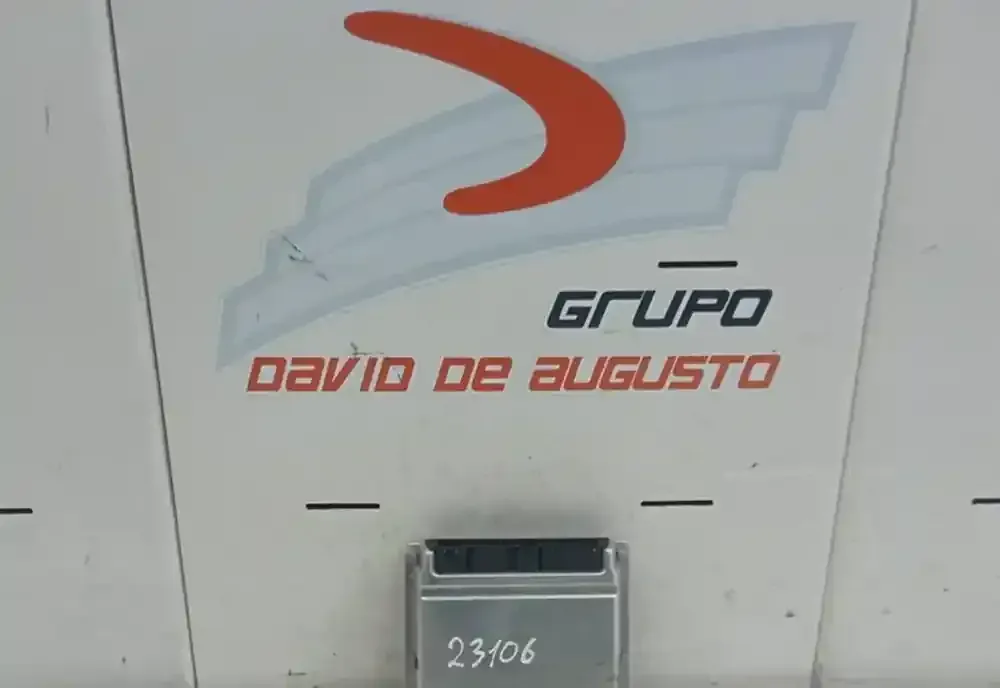 GRUPO
DAVID DE AUGUSTO
23106